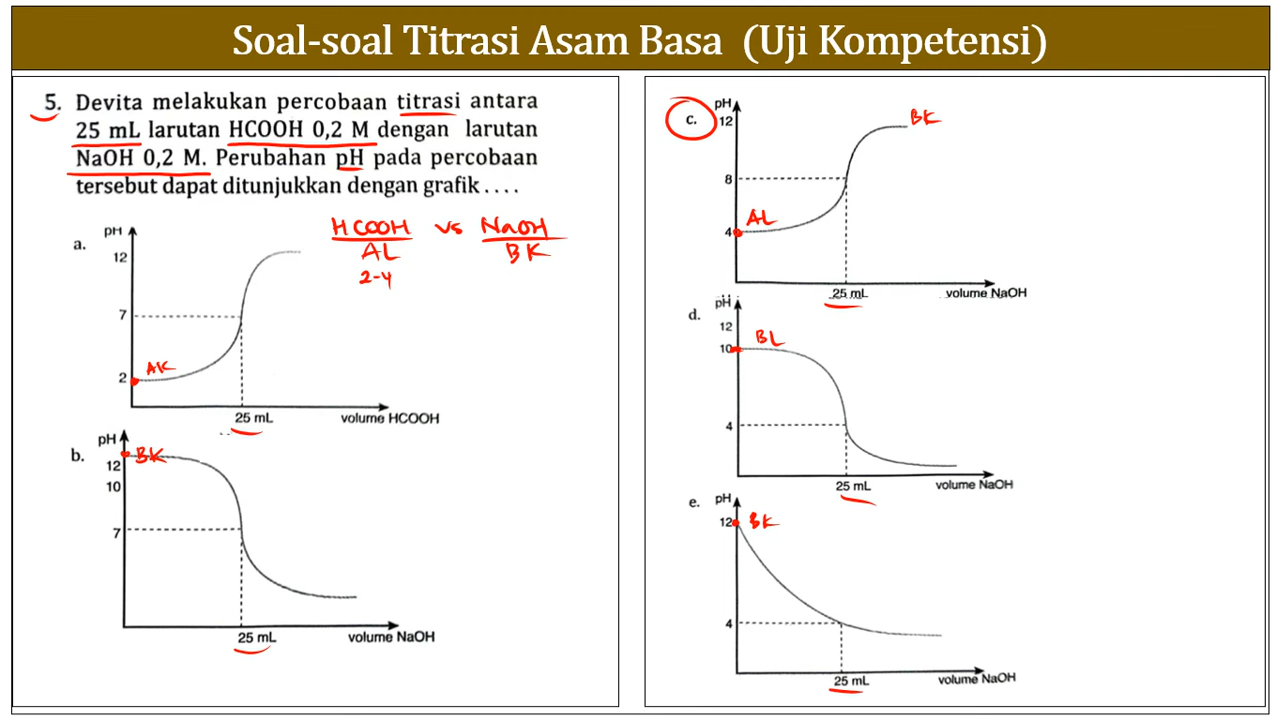 Soal-soal Titrasi Asam Basa (Uji Kompetensi)
5. Devita melakukan percobaan titrasi antara
25 mL larutan HCOOH 0,2 M dengan larutan
NaOH 0,2 M. Perubahan pH pada percobaan
tersebut dapat ditunjukkan dengan grafik . . . .
HCOOH vs NaOH
AL BK
2-4
a.
pH
12
7
2
AK
25 mL
volume HCOOH
b.
pH
12
10
7
BK
25 mL
volume NaOH
c.
pH
12
8
4
AL
BK
25 mL
volume NaOH
d.
pH
12
10
4
BL
25 mL
volume NaOH
e.
pH
12
4
BK
25 mL
volume NaOH